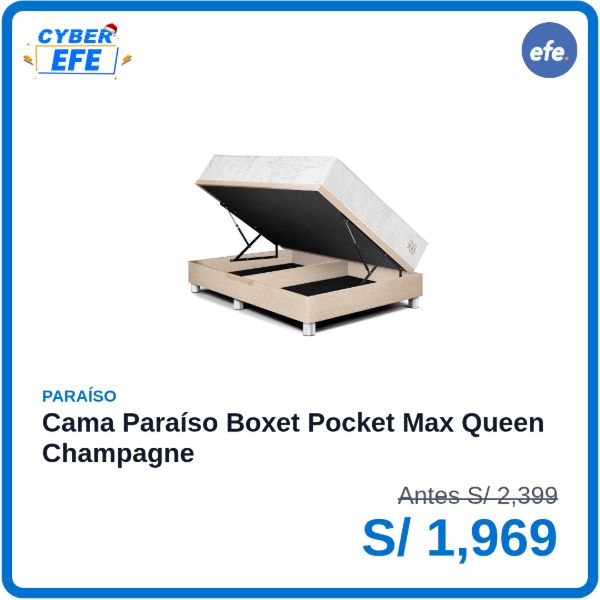 CYBER
EFE
efe.
PARAÍSO
Cama Paraíso Boxet Pocket Max Queen
Champagne
Antes S/ 2,399
S/ 1,969